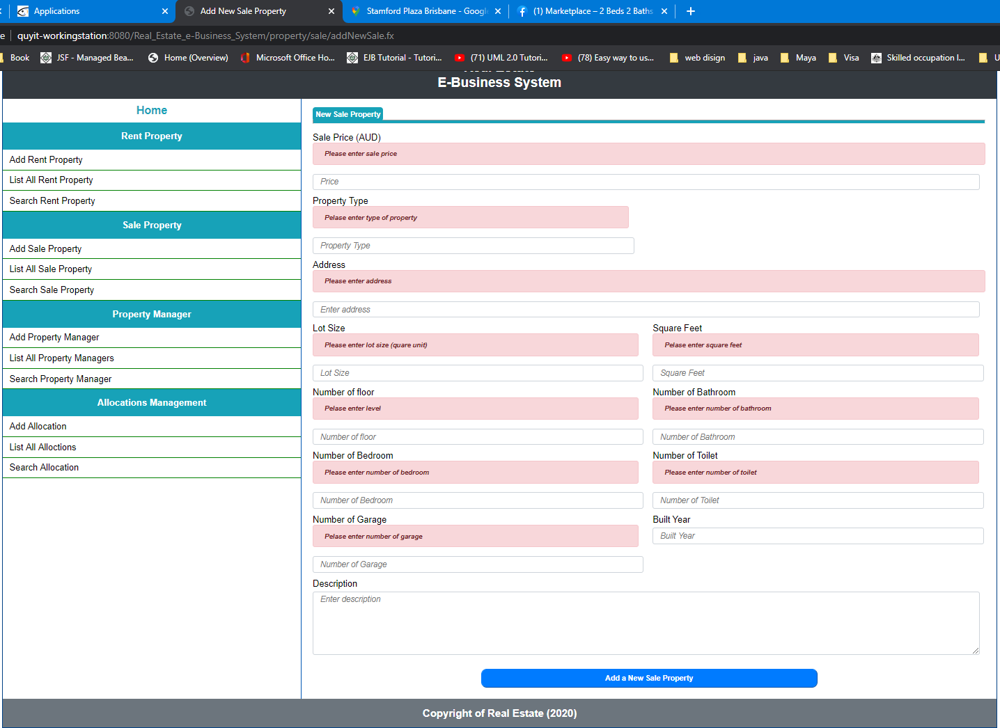 Applications
Add New Sale Property
Stamford Plaza Brisbane - Googl
(1) Marketplace – 2 Beds 2 Baths
e
quyit-workingstation:8080/Real_Estate_e-Business_System/property/sale/addNewSale.fx
Book
JSF - Managed Bea...
Home (Overview)
Microsoft Office Ho...
EJB Tutorial - Tutori...
(71) UML 2.0 Tutori...
(78) Easy way to us...
web disign
java
Maya
Visa
Skilled occupation l...
U
E-Business System
Home
Rent Property
Add Rent Property
List All Rent Property
Search Rent Property
Sale Property
Add Sale Property
List All Sale Property
Search Sale Property
Property Manager
Add Property Manager
List All Property Managers
Search Property Manager
Allocations Management
Add Allocation
List All Alloctions
Search Allocation
New Sale Property
Sale Price (AUD)
Please enter sale price
Price
Property Type
Pelase enter type of property
Property Type
Address
Please enter address
Enter address
Lot Size
Square Feet
Please enter lot size (quare unit)
Pelase enter square feet
Lot Size
Square Feet
Number of floor
Number of Bathroom
Pelase enter level
Please enter number of bathroom
Number of floor
Number of Bathroom
Number of Bedroom
Number of Toilet
Please enter number of bedroom
Please enter number of toilet
Number of Bedroom
Number of Toilet
Number of Garage
Built Year
Pelase enter number of garage
Built Year
Number of Garage
Description
Enter description
Add a New Sale Property
Copyright of Real Estate (2020)